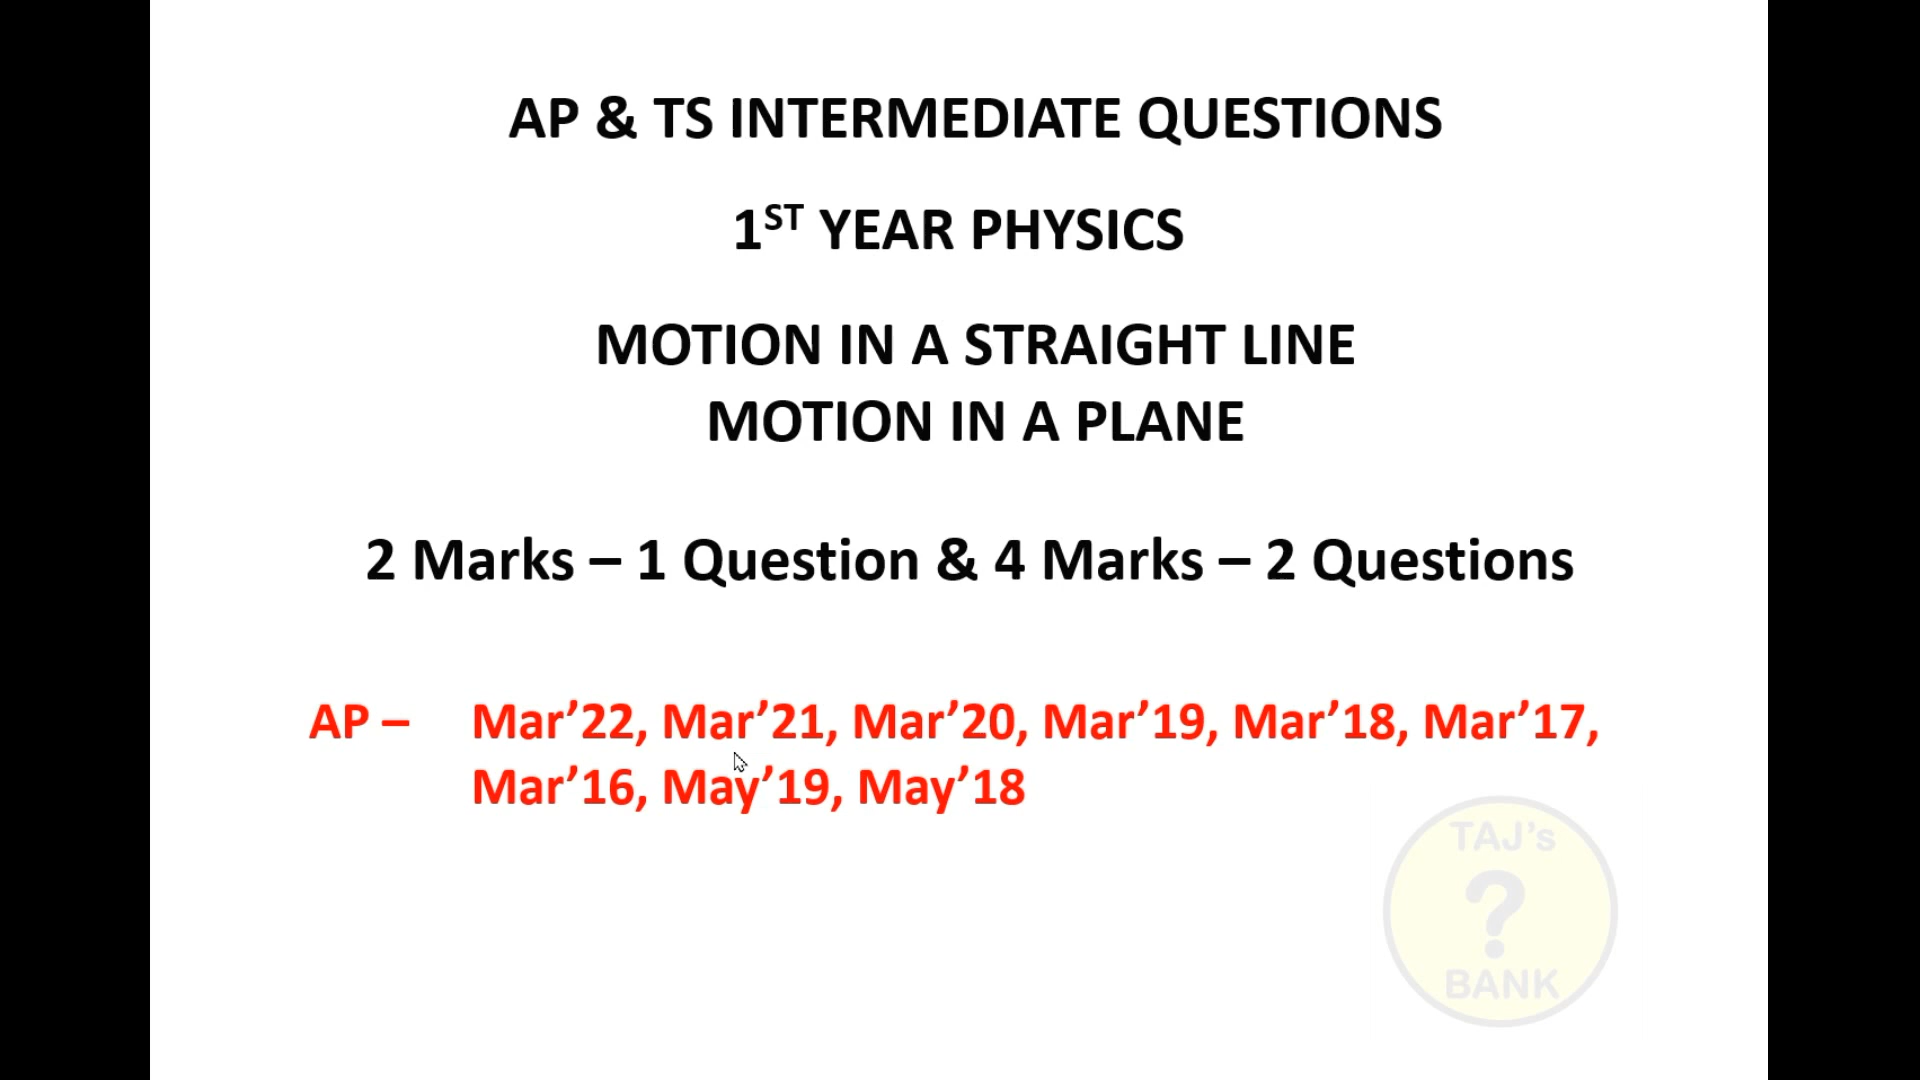 AP & TS INTERMEDIATE QUESTIONS
1ST YEAR PHYSICS
MOTION IN A STRAIGHT LINE
MOTION IN A PLANE
2 Marks – 1 Question & 4 Marks – 2 Questions
AP – Mar’22, Mar’21, Mar’20, Mar’19, Mar’18, Mar’17,
Mar’16, May’19, May’18
TAJ’s
?
BANK